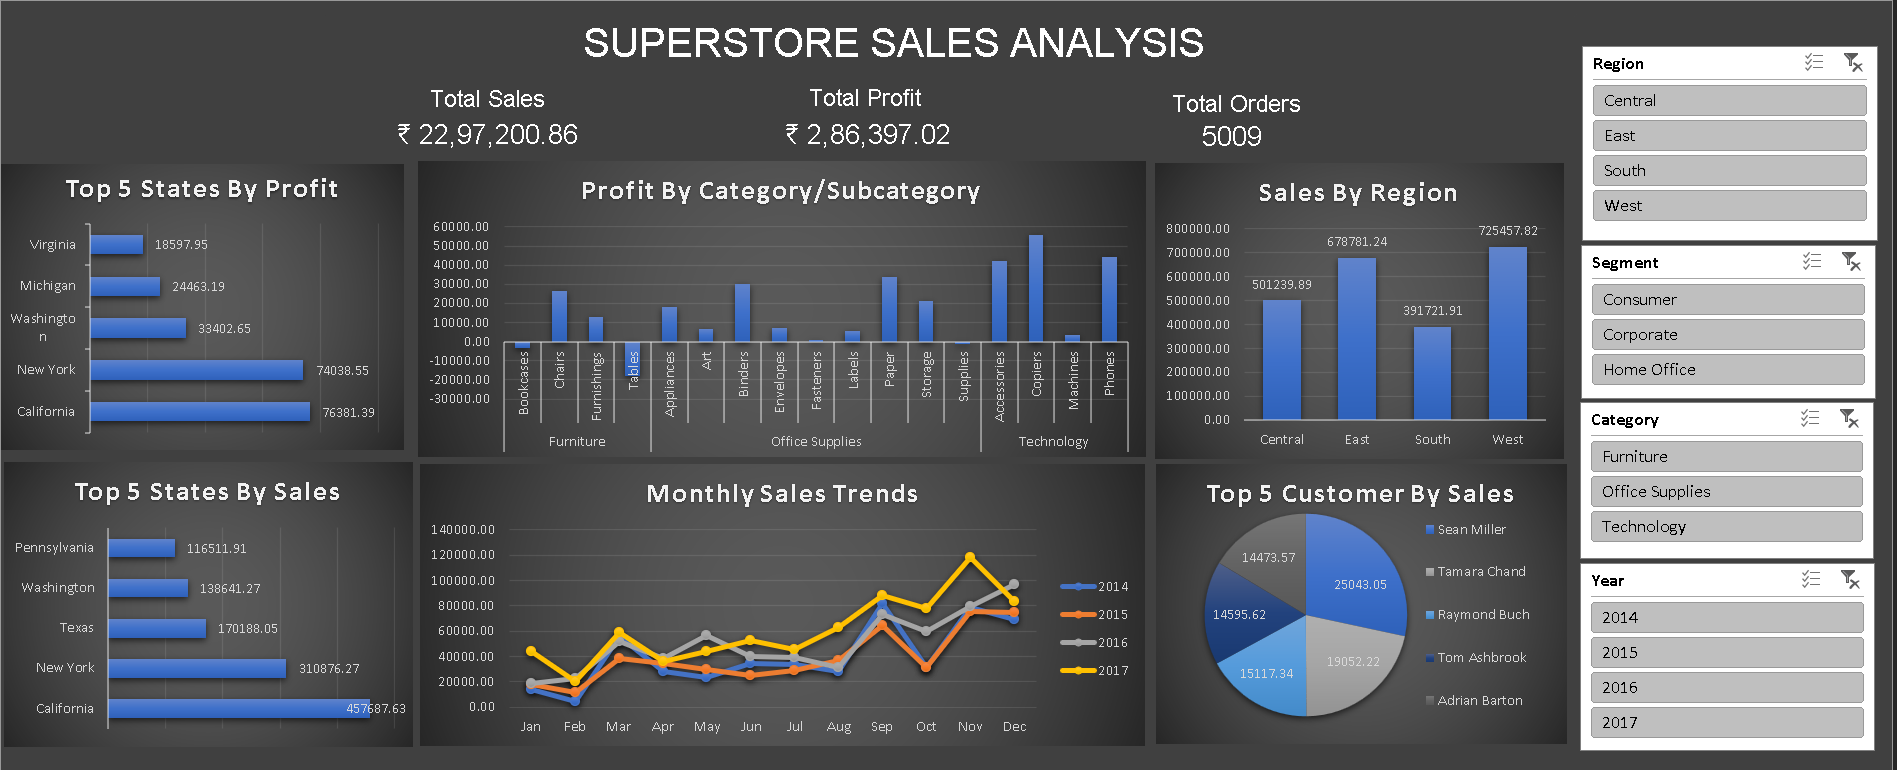 SUPERSTORE SALES ANALYSIS
Total Sales
₹ 22,97,200.86
Total Profit
₹ 2,86,397.02
Total Orders
5009
Top 5 States By Profit
Virginia
18597.95
Michigan
24463.19
Washingto
n
33402.65
New York
74038.55
California
76381.39
Profit By Category/Subcategory
60000.00
50000.00
40000.00
30000.00
20000.00
10000.00
0.00
-10000.00
-20000.00
-30000.00
Bookcases
Chairs
Furnishings
Tables
Appliances
Art
Binders
Envelopes
Fasteners
Labels
Paper
Storage
Supplies
Accessories
Copiers
Machines
Phones
Furniture
Office Supplies
Technology
Sales By Region
800000.00
700000.00
600000.00
500000.00
400000.00
300000.00
200000.00
100000.00
0.00
501239.89
678781.24
391721.91
725457.82
Central
East
South
West
Top 5 States By Sales
Pennsylvania
116511.91
Washington
138641.27
Texas
170188.05
New York
310876.27
California
457687.63
Monthly Sales Trends
140000.00
120000.00
100000.00
80000.00
60000.00
40000.00
20000.00
0.00
Jan
Feb
Mar
Apr
May
Jun
Jul
Aug
Sep
Oct
Nov
Dec
2014
2015
2016
2017
Top 5 Customer By Sales
25043.05
19052.22
15117.34
14595.62
14473.57
Sean Miller
Tamara Chand
Raymond Buch
Tom Ashbrook
Adrian Barton
Region
Central
East
South
West
Segment
Consumer
Corporate
Home Office
Category
Furniture
Office Supplies
Technology
Year
2014
2015
2016
2017